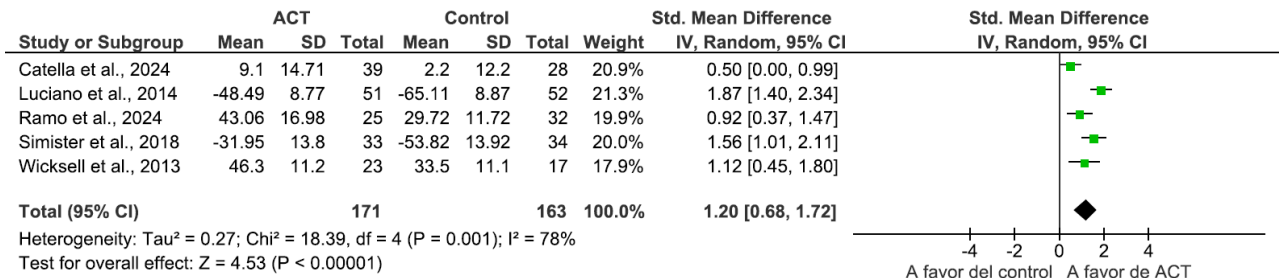 ACT Control Std. Mean Difference Std. Mean Difference
Study or Subgroup Mean SD Total Mean SD Total Weight IV, Random, 95% CI IV, Random, 95% CI
Catella et al., 2024 9.1 14.71 39 2.2 12.2 28 20.9% 0.50 [0.00, 0.99]
Luciano et al., 2014 -48.49 8.77 51 -65.11 8.87 52 21.3% 1.87 [1.40, 2.34]
Ramo et al., 2024 43.06 16.98 25 29.72 11.72 32 19.9% 0.92 [0.37, 1.47]
Simister et al., 2018 -31.95 13.8 33 -53.82 13.92 34 20.0% 1.56 [1.01, 2.11]
Wicksell et al., 2013 46.3 11.2 23 33.5 11.1 17 17.9% 1.12 [0.45, 1.80]
Total (95% CI) 171 163 100.0% 1.20 [0.68, 1.72]
Heterogeneity: Tau² = 0.27; Chi² = 18.39, df = 4 (P = 0.001); I² = 78%
Test for overall effect: Z = 4.53 (P < 0.00001)
-4 -2 0 2 4
A favor del control A favor de ACT